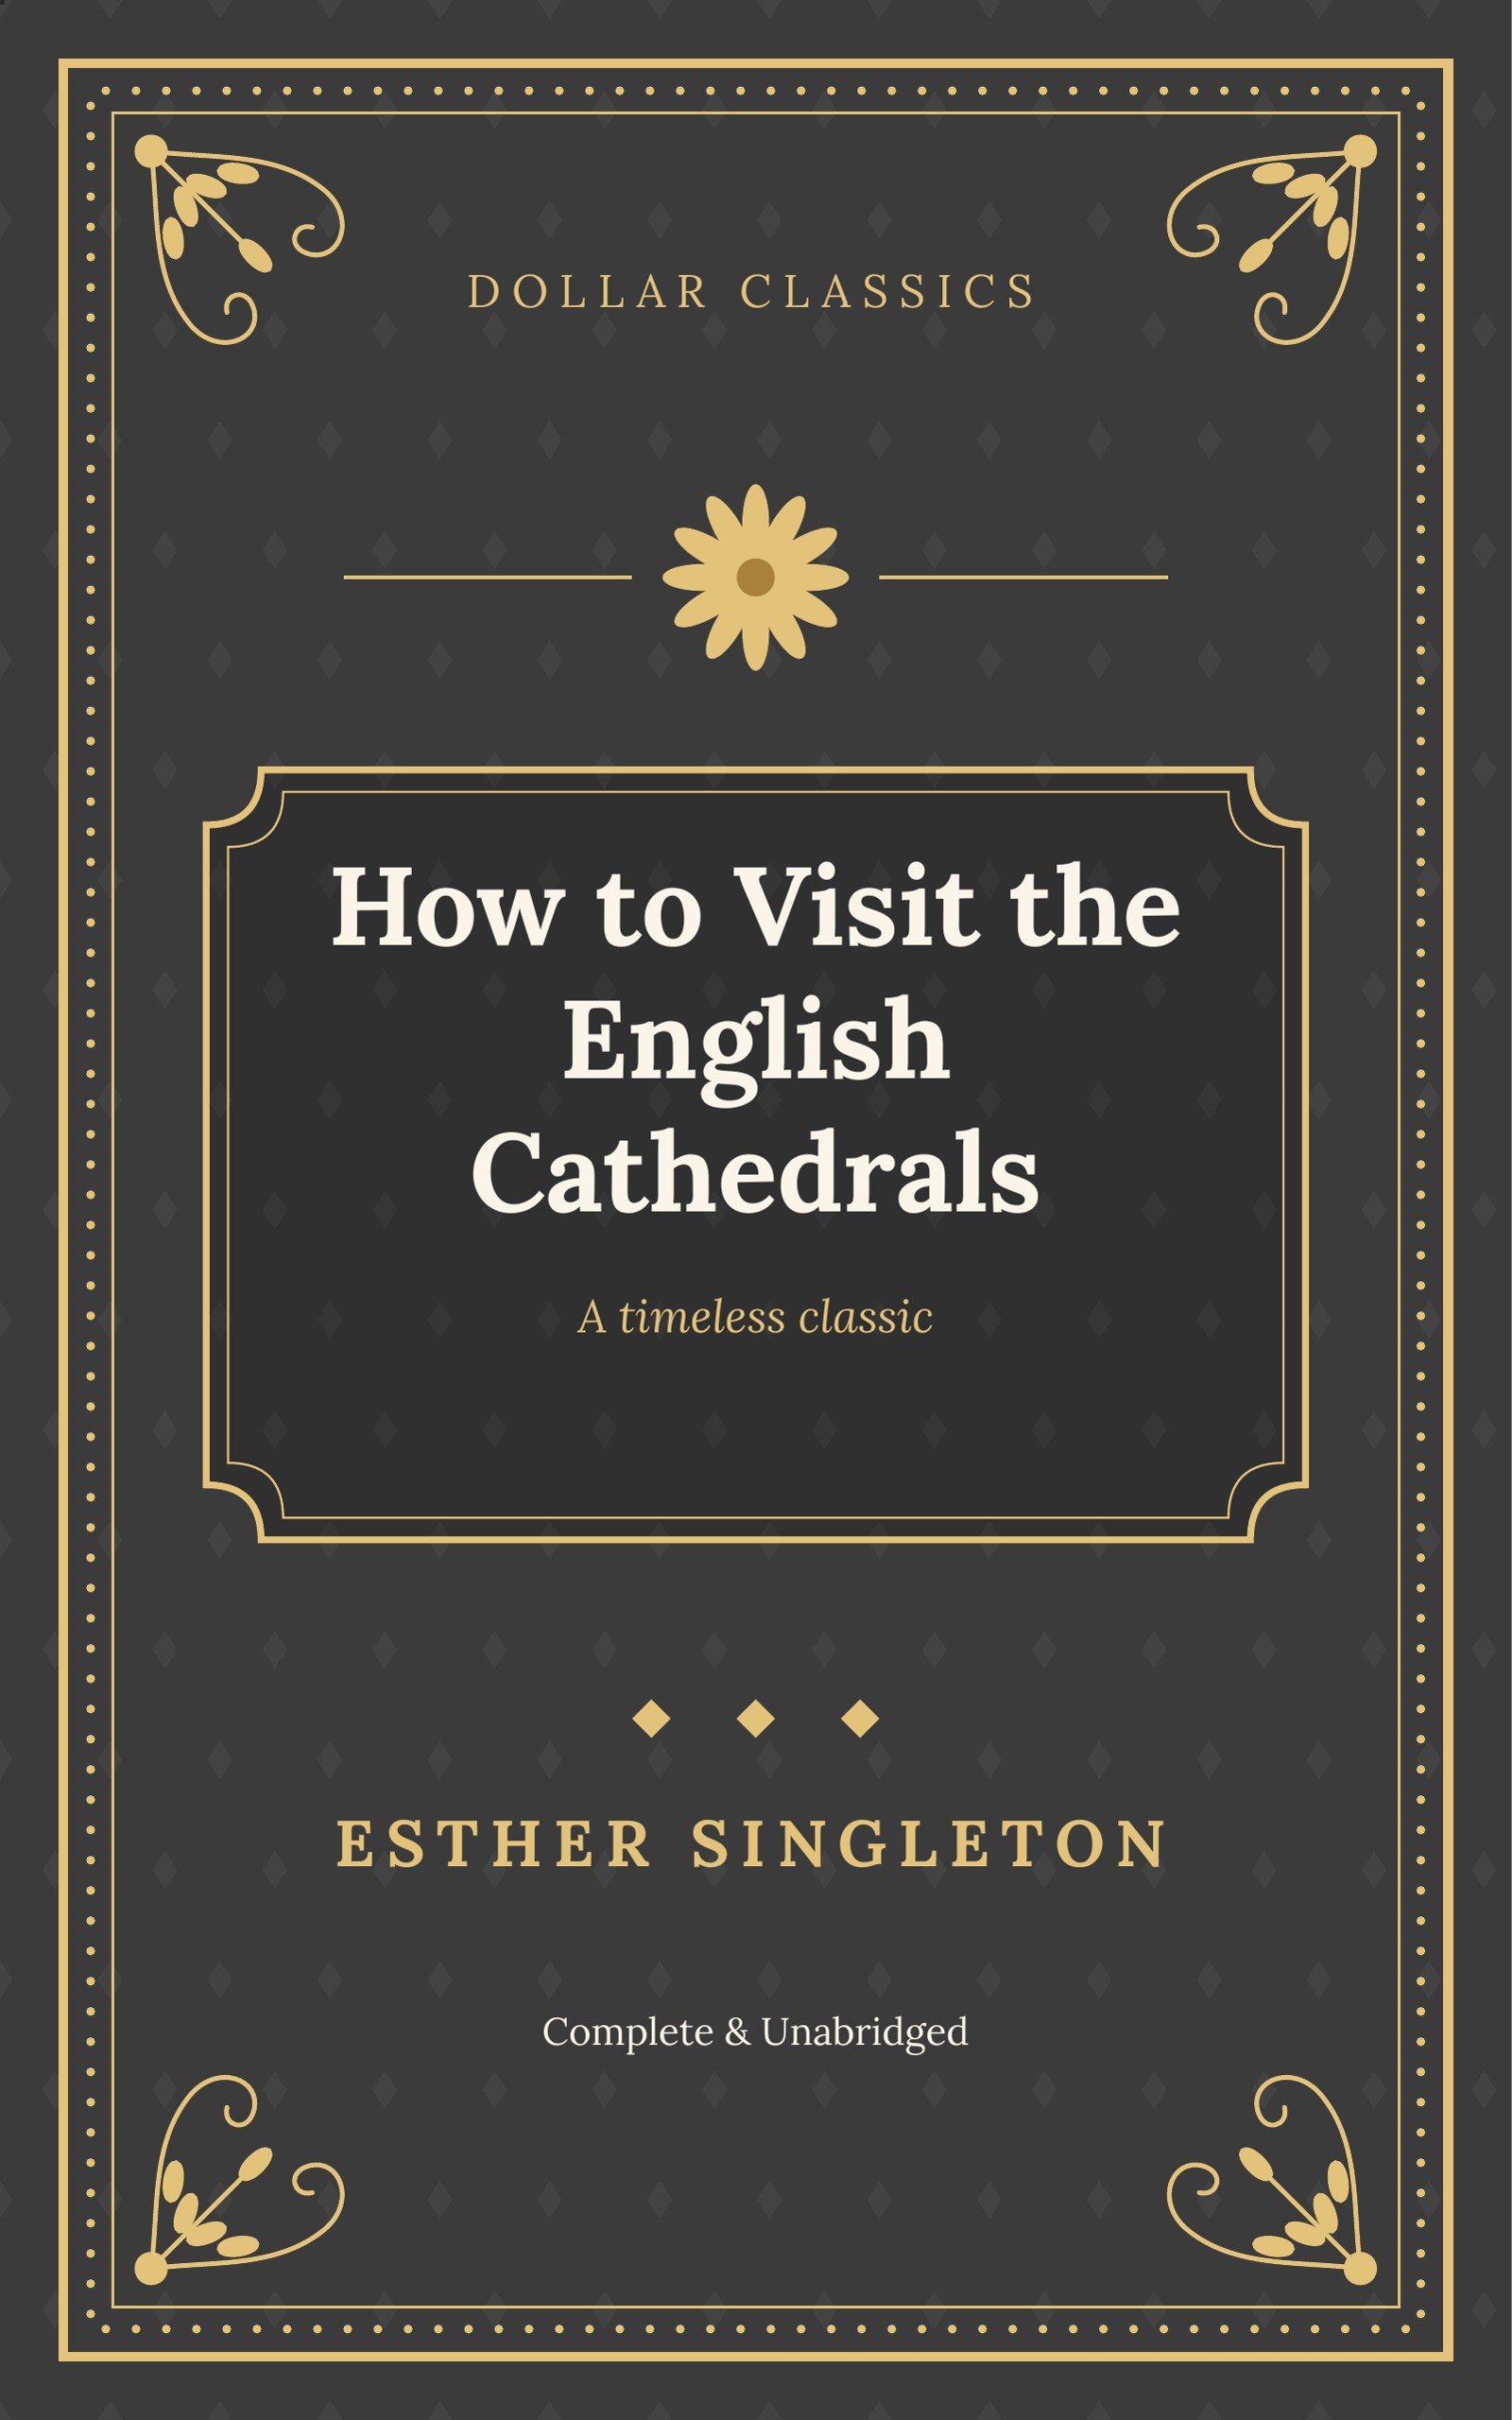 DOLLAR CLASSICS
How to Visit the
English
Cathedrals
A timeless classic
ESTHER SINGLETON
Complete & Unabridged